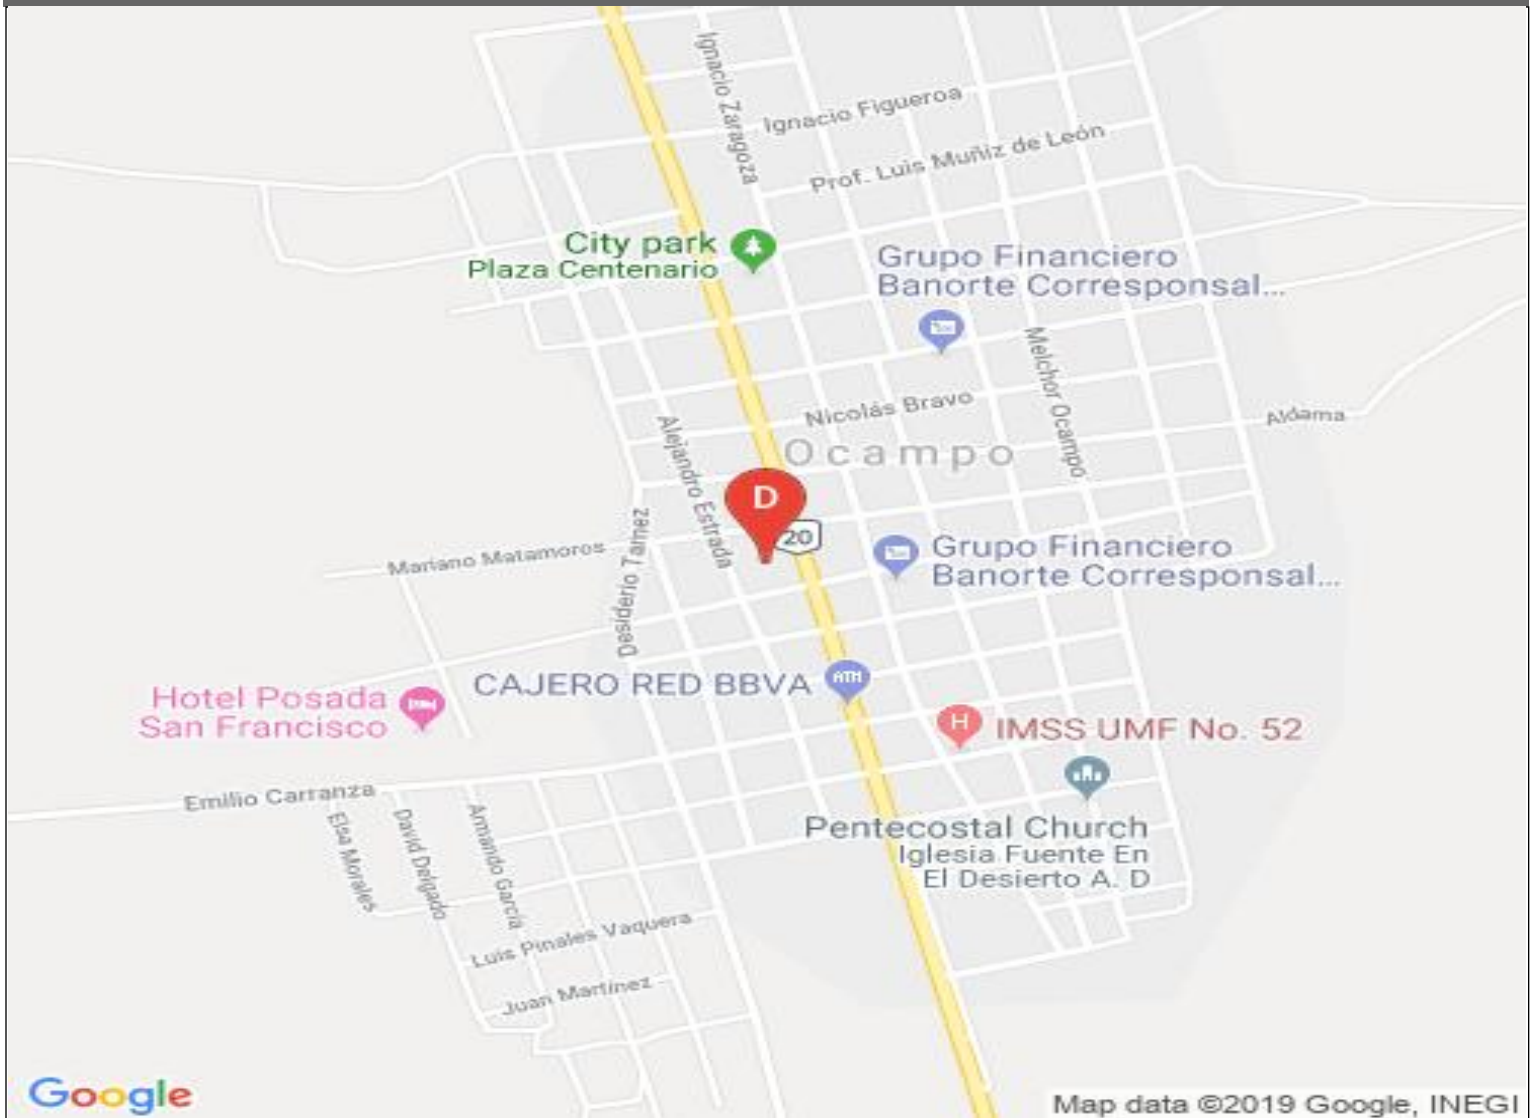 Ignacio Zaragoza
Ignacio Figueroa
Prof. Luis Muñiz de León
City park
Plaza Centenario
Grupo Financiero
Banorte Corresponsal...
Melchor Ocampo
Nicolás Bravo
Aldama
Alejandro Estrada
Ocampo
D
20
Desiderio Tamez
Mariano Matamoros
Grupo Financiero
Banorte Corresponsal...
CAJERO RED BBVA
ATM
Hotel Posada
San Francisco
H
IMSS UMF No. 52
Emilio Carranza
Elsa Morales
David Delgado
Armando García
Pentecostal Church
Iglesia Fuente En
El Desierto A. D
Luis Pinales Vaquera
Juan Martínez
Google
Map data ©2019 Google, INEGI